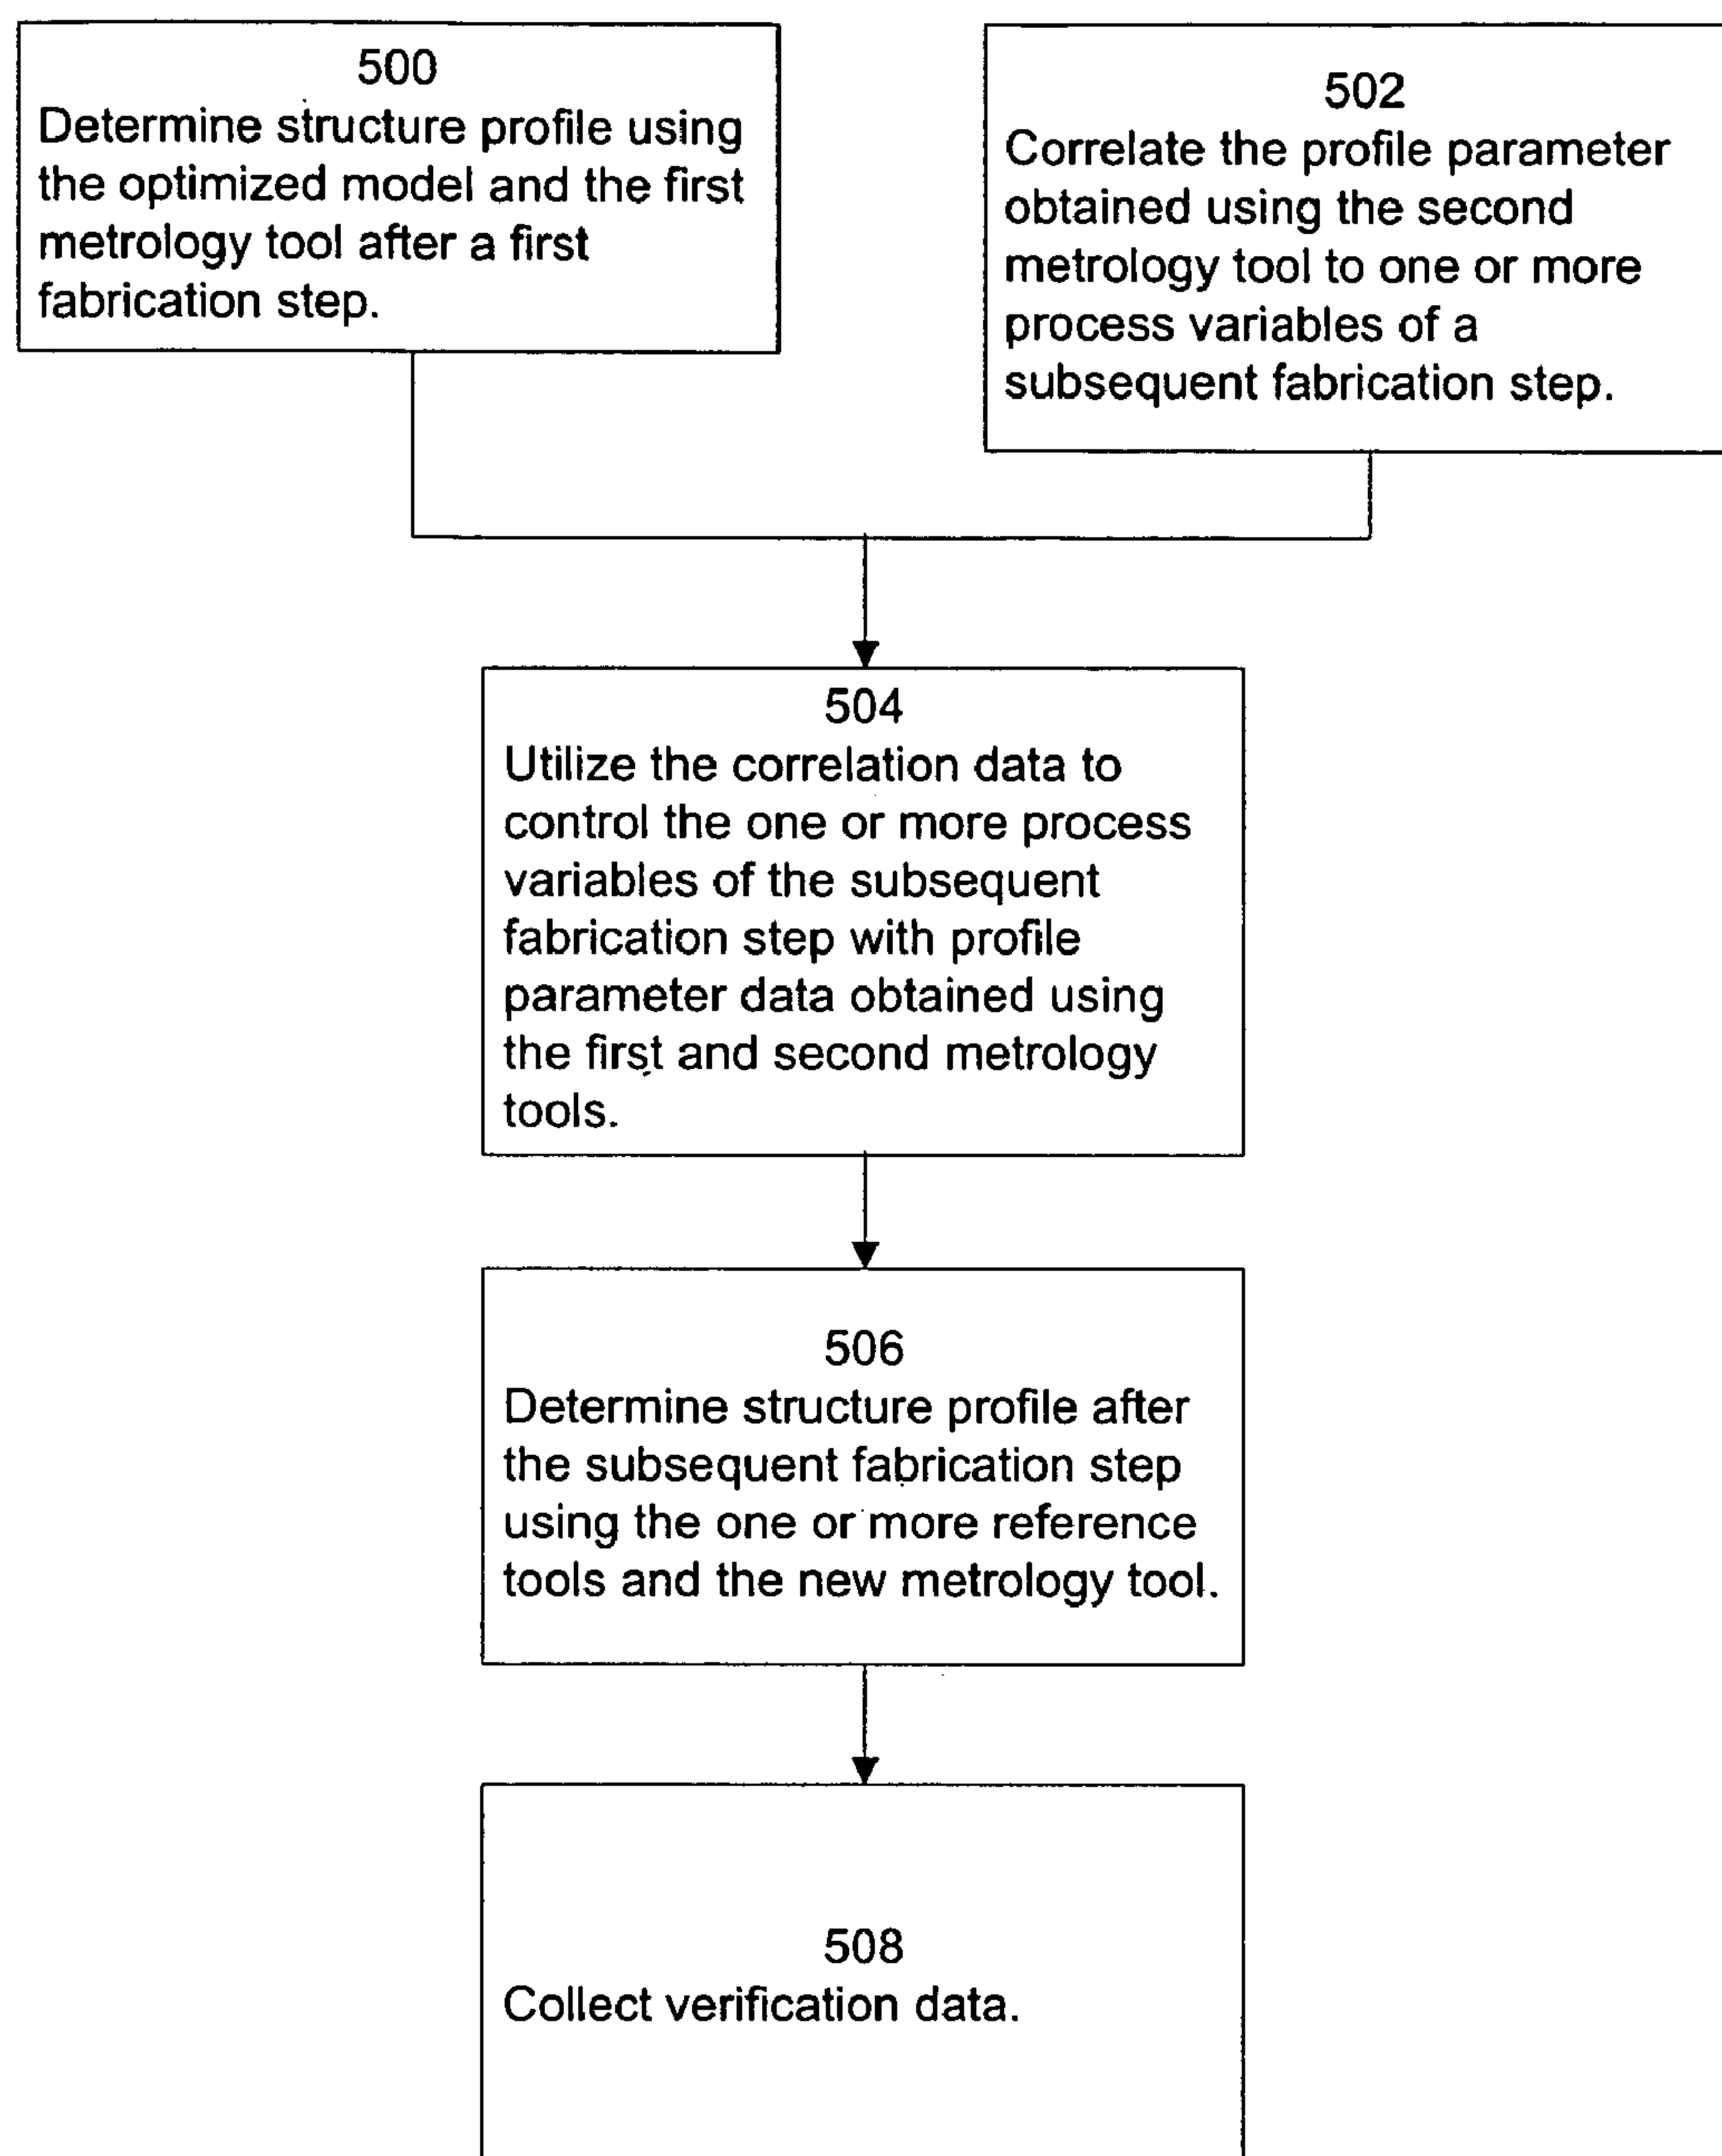 500
Determine structure profile using
the optimized model and the first
metrology tool after a first
fabrication step.
502
Correlate the profile parameter
obtained using the second
metrology tool to one or more
process variables of a
subsequent fabrication step.
504
Utilize the correlation data to
control the one or more process
variables of the subsequent
fabrication step with profile
parameter data obtained using
the first and second metrology
tools.
506
Determine structure profile after
the subsequent fabrication step
using the one or more reference
tools and the new metrology tool.
508
Collect verification data.